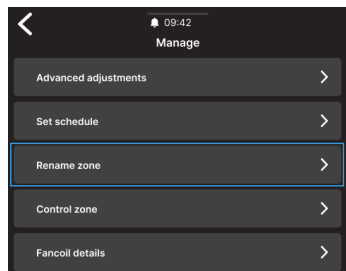 09:42
Manage
Advanced adjustments
Set schedule
Rename zone
Control zone
Fancoil details